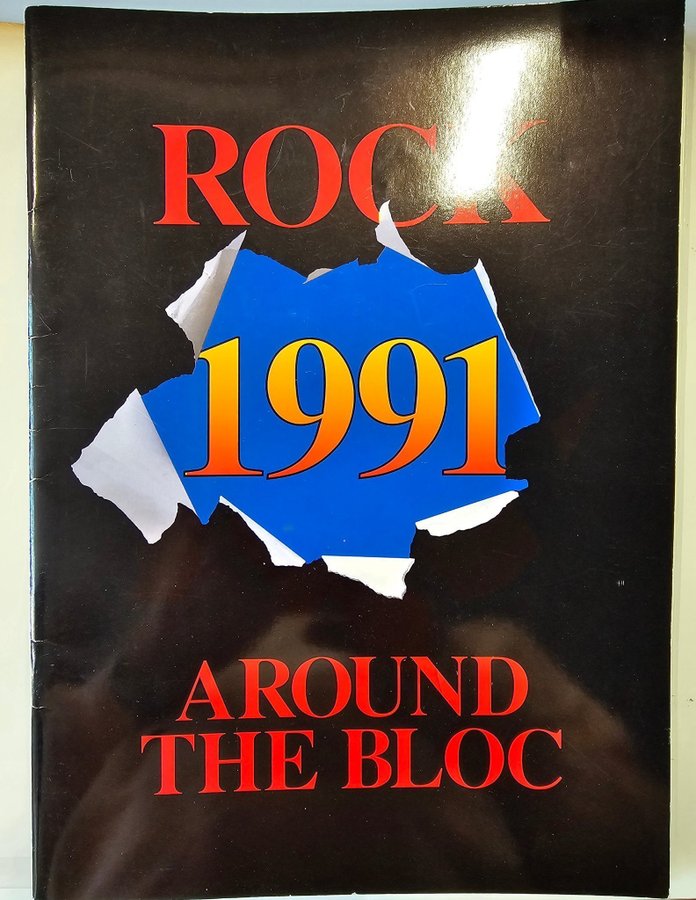 ROCK
1991
AROUND
THE BLOC